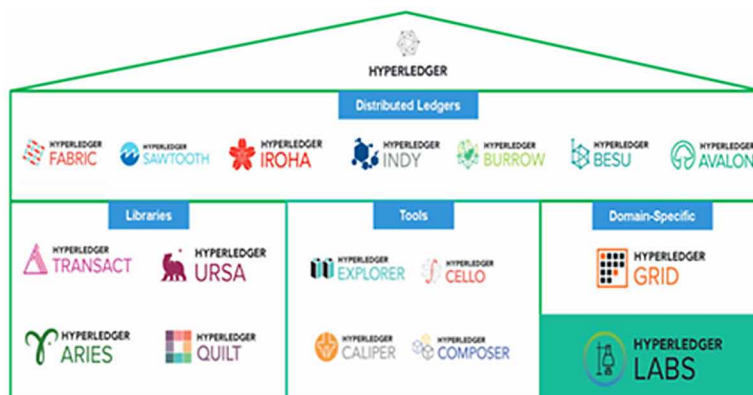 HYPERLEDGER
Distributed Ledgers
HYPERLEDGER
FABRIC
HYPERLEDGER
SAWTOOTH
HYPERLEDGER
IROHA
HYPERLEDGER
INDY
HYPERLEDGER
BURROW
HYPERLEDGER
BESU
HYPERLEDGER
AVALON
Libraries
HYPERLEDGER
TRANSACT
HYPERLEDGER
URSA
HYPERLEDGER
ARIES
HYPERLEDGER
QUILT
Tools
HYPERLEDGER
EXPLORER
HYPERLEDGER
CELLO
HYPERLEDGER
CALIPER
HYPERLEDGER
COMPOSER
Domain-Specific
HYPERLEDGER
GRID
HYPERLEDGER
LABS